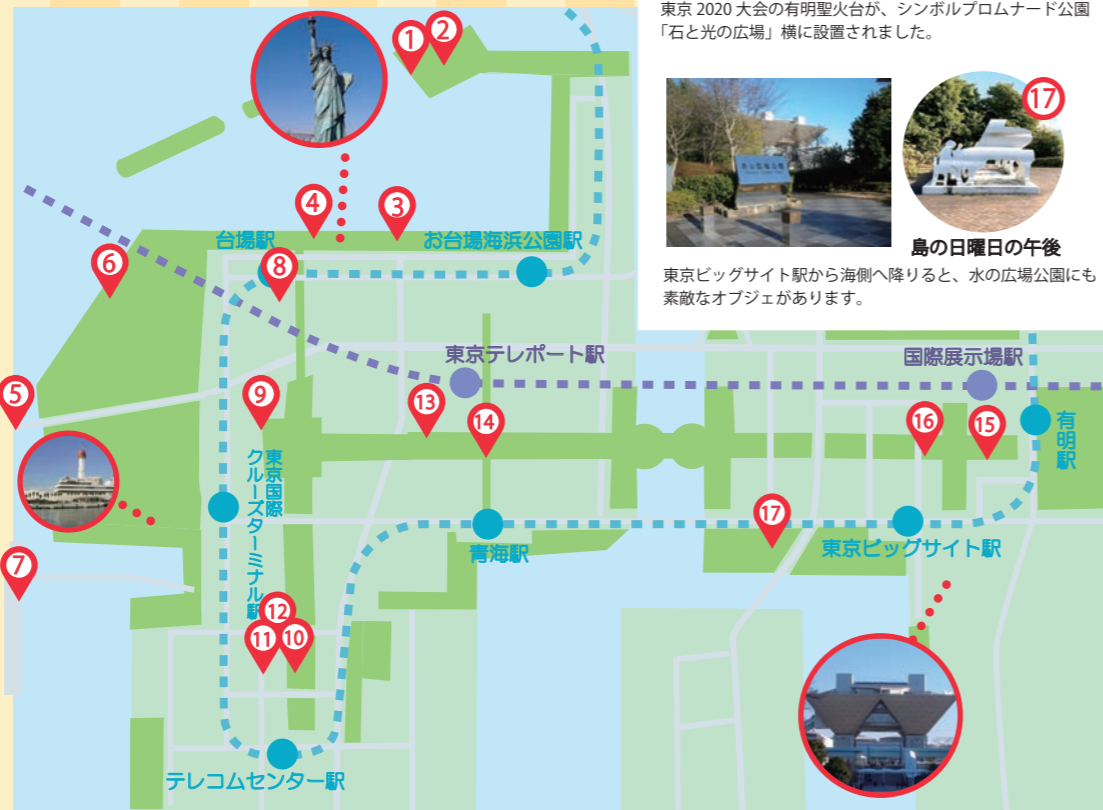 東京 2020 大会の有明聖火台が、シンボルプロムナード公園
「石と光の広場」横に設置されました。
17
島の日曜日の午後
東京ビッグサイト駅から海側へ降りると、水の広場公園にも
素敵なオブジェがあります。
1
2
4
3
台場駅
お台場海浜公園駅
6
8
東京テレポート駅
国際展示場駅
5
9
13
14
16
15
有明駅
東京国際
クルーズターミナル駅
17
青海駅
東京ビッグサイト駅
7
12
11
10
テレコムセンター駅